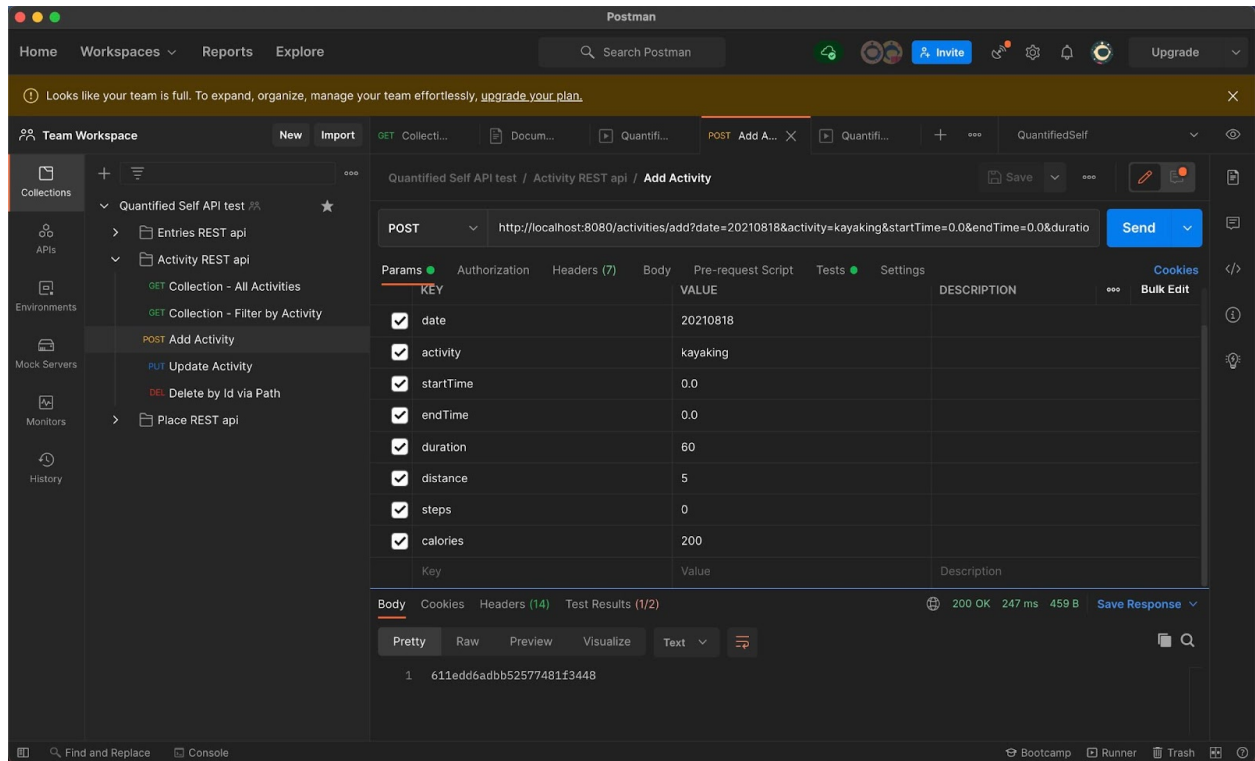 Postman
Home Workspaces Reports Explore Search Postman Invite Upgrade
Looks like your team is full. To expand, organize, manage your team effortlessly, upgrade your plan.
Team Workspace New Import GET Collecti... Docum... Quantifi... POST Add A... Quantifi... QuantifiedSelf
Collections
APIs
Environments
Mock Servers
Monitors
History
Quantified Self API test
Entries REST api
Activity REST api
GET Collection - All Activities
GET Collection - Filter by Activity
POST Add Activity
PUT Update Activity
DEL Delete by Id via Path
Place REST api
Quantified Self API test / Activity REST api / Add Activity Save
POST http://localhost:8080/activities/add?date=20210818&activity=kayaking&startTime=0.0&endTime=0.0&duratio Send
Params Authorization Headers (7) Body Pre-request Script Tests Settings Cookies
KEY VALUE DESCRIPTION Bulk Edit
date 20210818
activity kayaking
startTime 0.0
endTime 0.0
duration 60
distance 5
steps 0
calories 200
Key Value Description
Body Cookies Headers (14) Test Results (1/2) 200 OK 247 ms 459 B Save Response
Pretty Raw Preview Visualize Text
1 611edd6adbb52577481f3448
Find and Replace Console Bootcamp Runner Trash